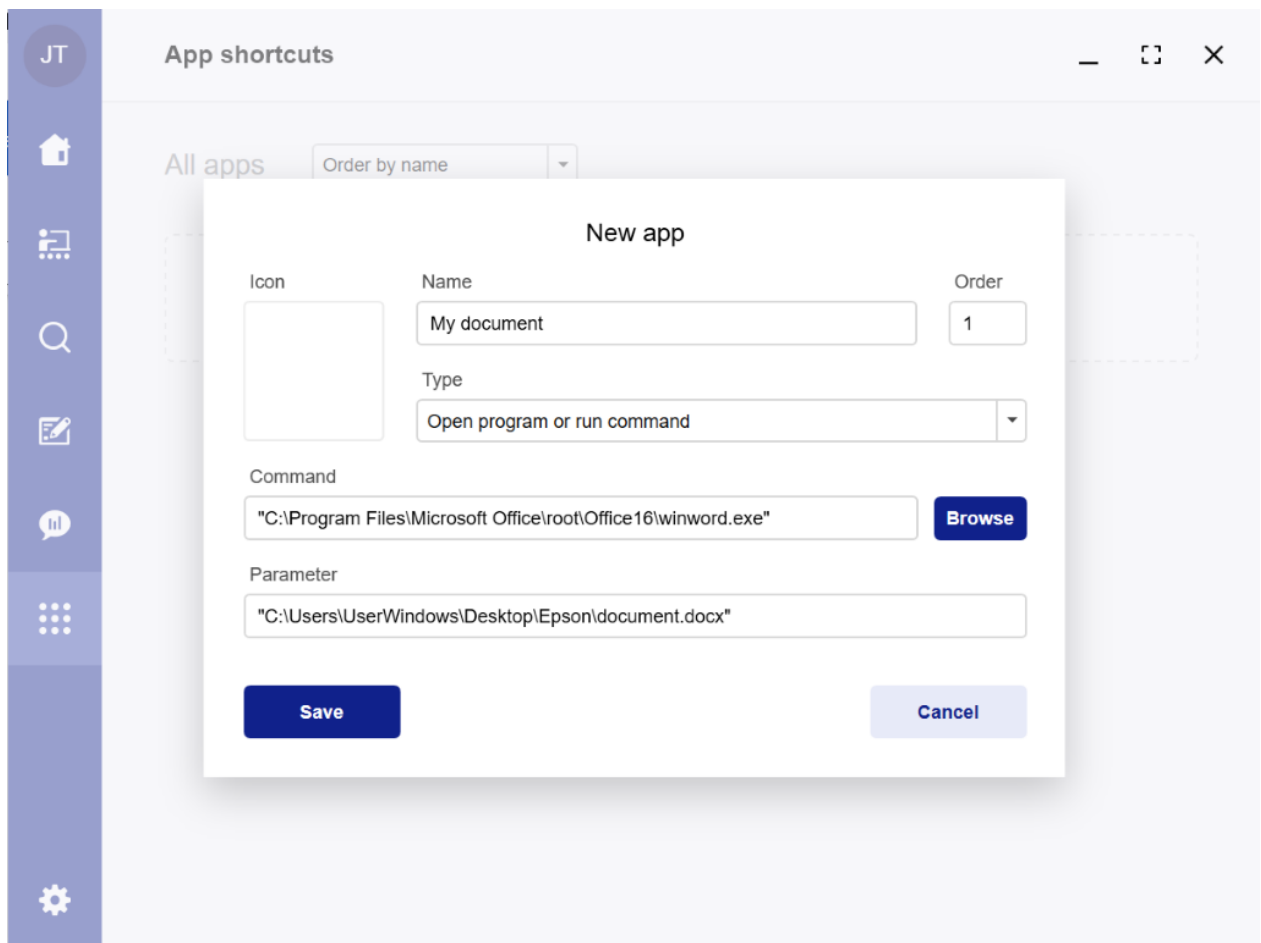 JT
App shortcuts
All apps
Order by name
New app
Icon
Name
Order
My document
1
Type
Open program or run command
Command
"C:\Program Files\Microsoft Office\root\Office16\winword.exe"
Browse
Parameter
"C:\Users\UserWindows\Desktop\Epson\document.docx"
Save
Cancel